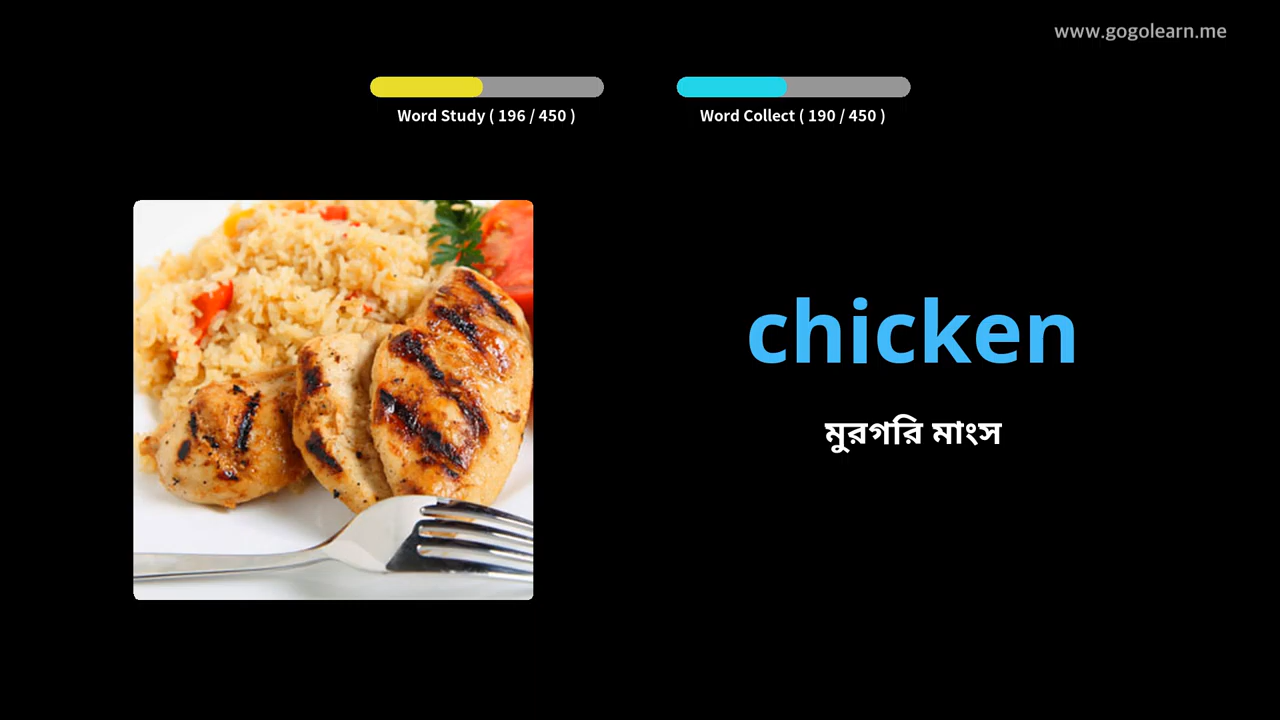 www.gogolearn.me
Word Study ( 196 / 450 )
Word Collect ( 190 / 450 )
chicken
মুরগরি মাংস